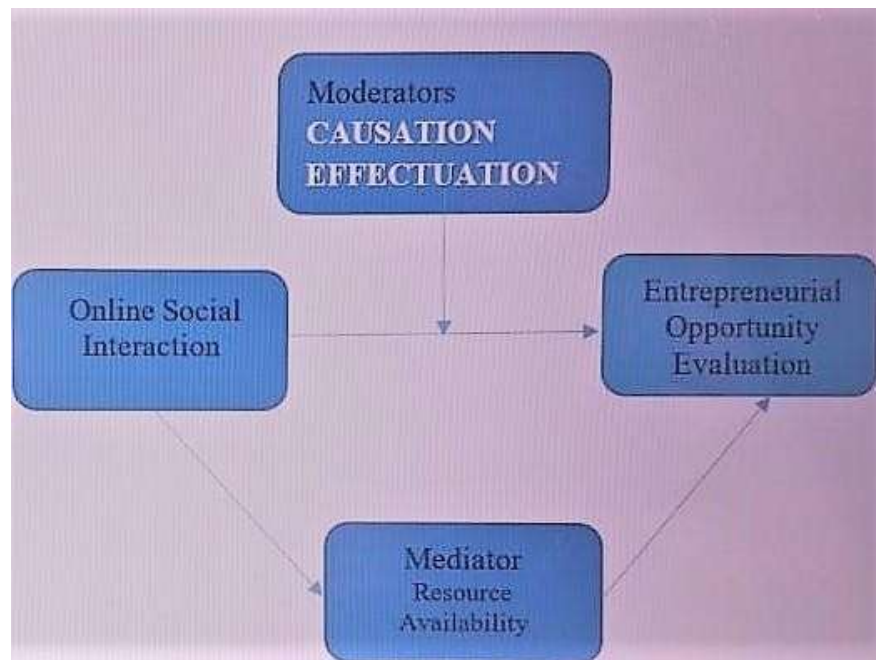 Moderators
CAUSATION
EFFECTUATION
Online Social
Interaction
Entrepreneurial
Opportunity
Evaluation
Mediator
Resource
Availability